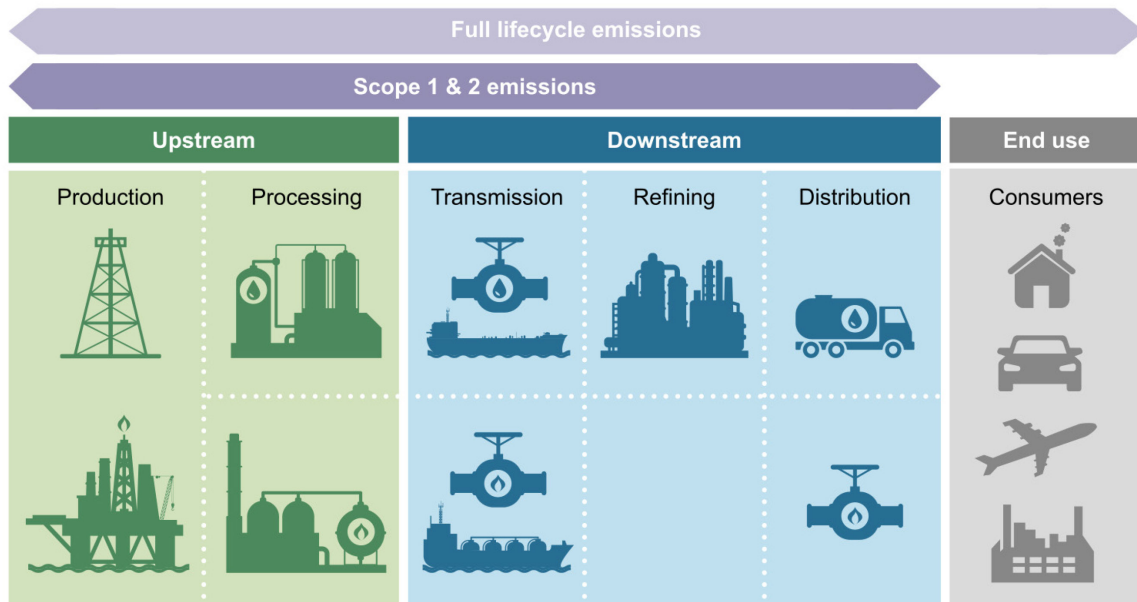 Full lifecycle emissions
Scope 1 & 2 emissions
Upstream
Downstream
End use
Production
Processing
Transmission
Refining
Distribution
Consumers